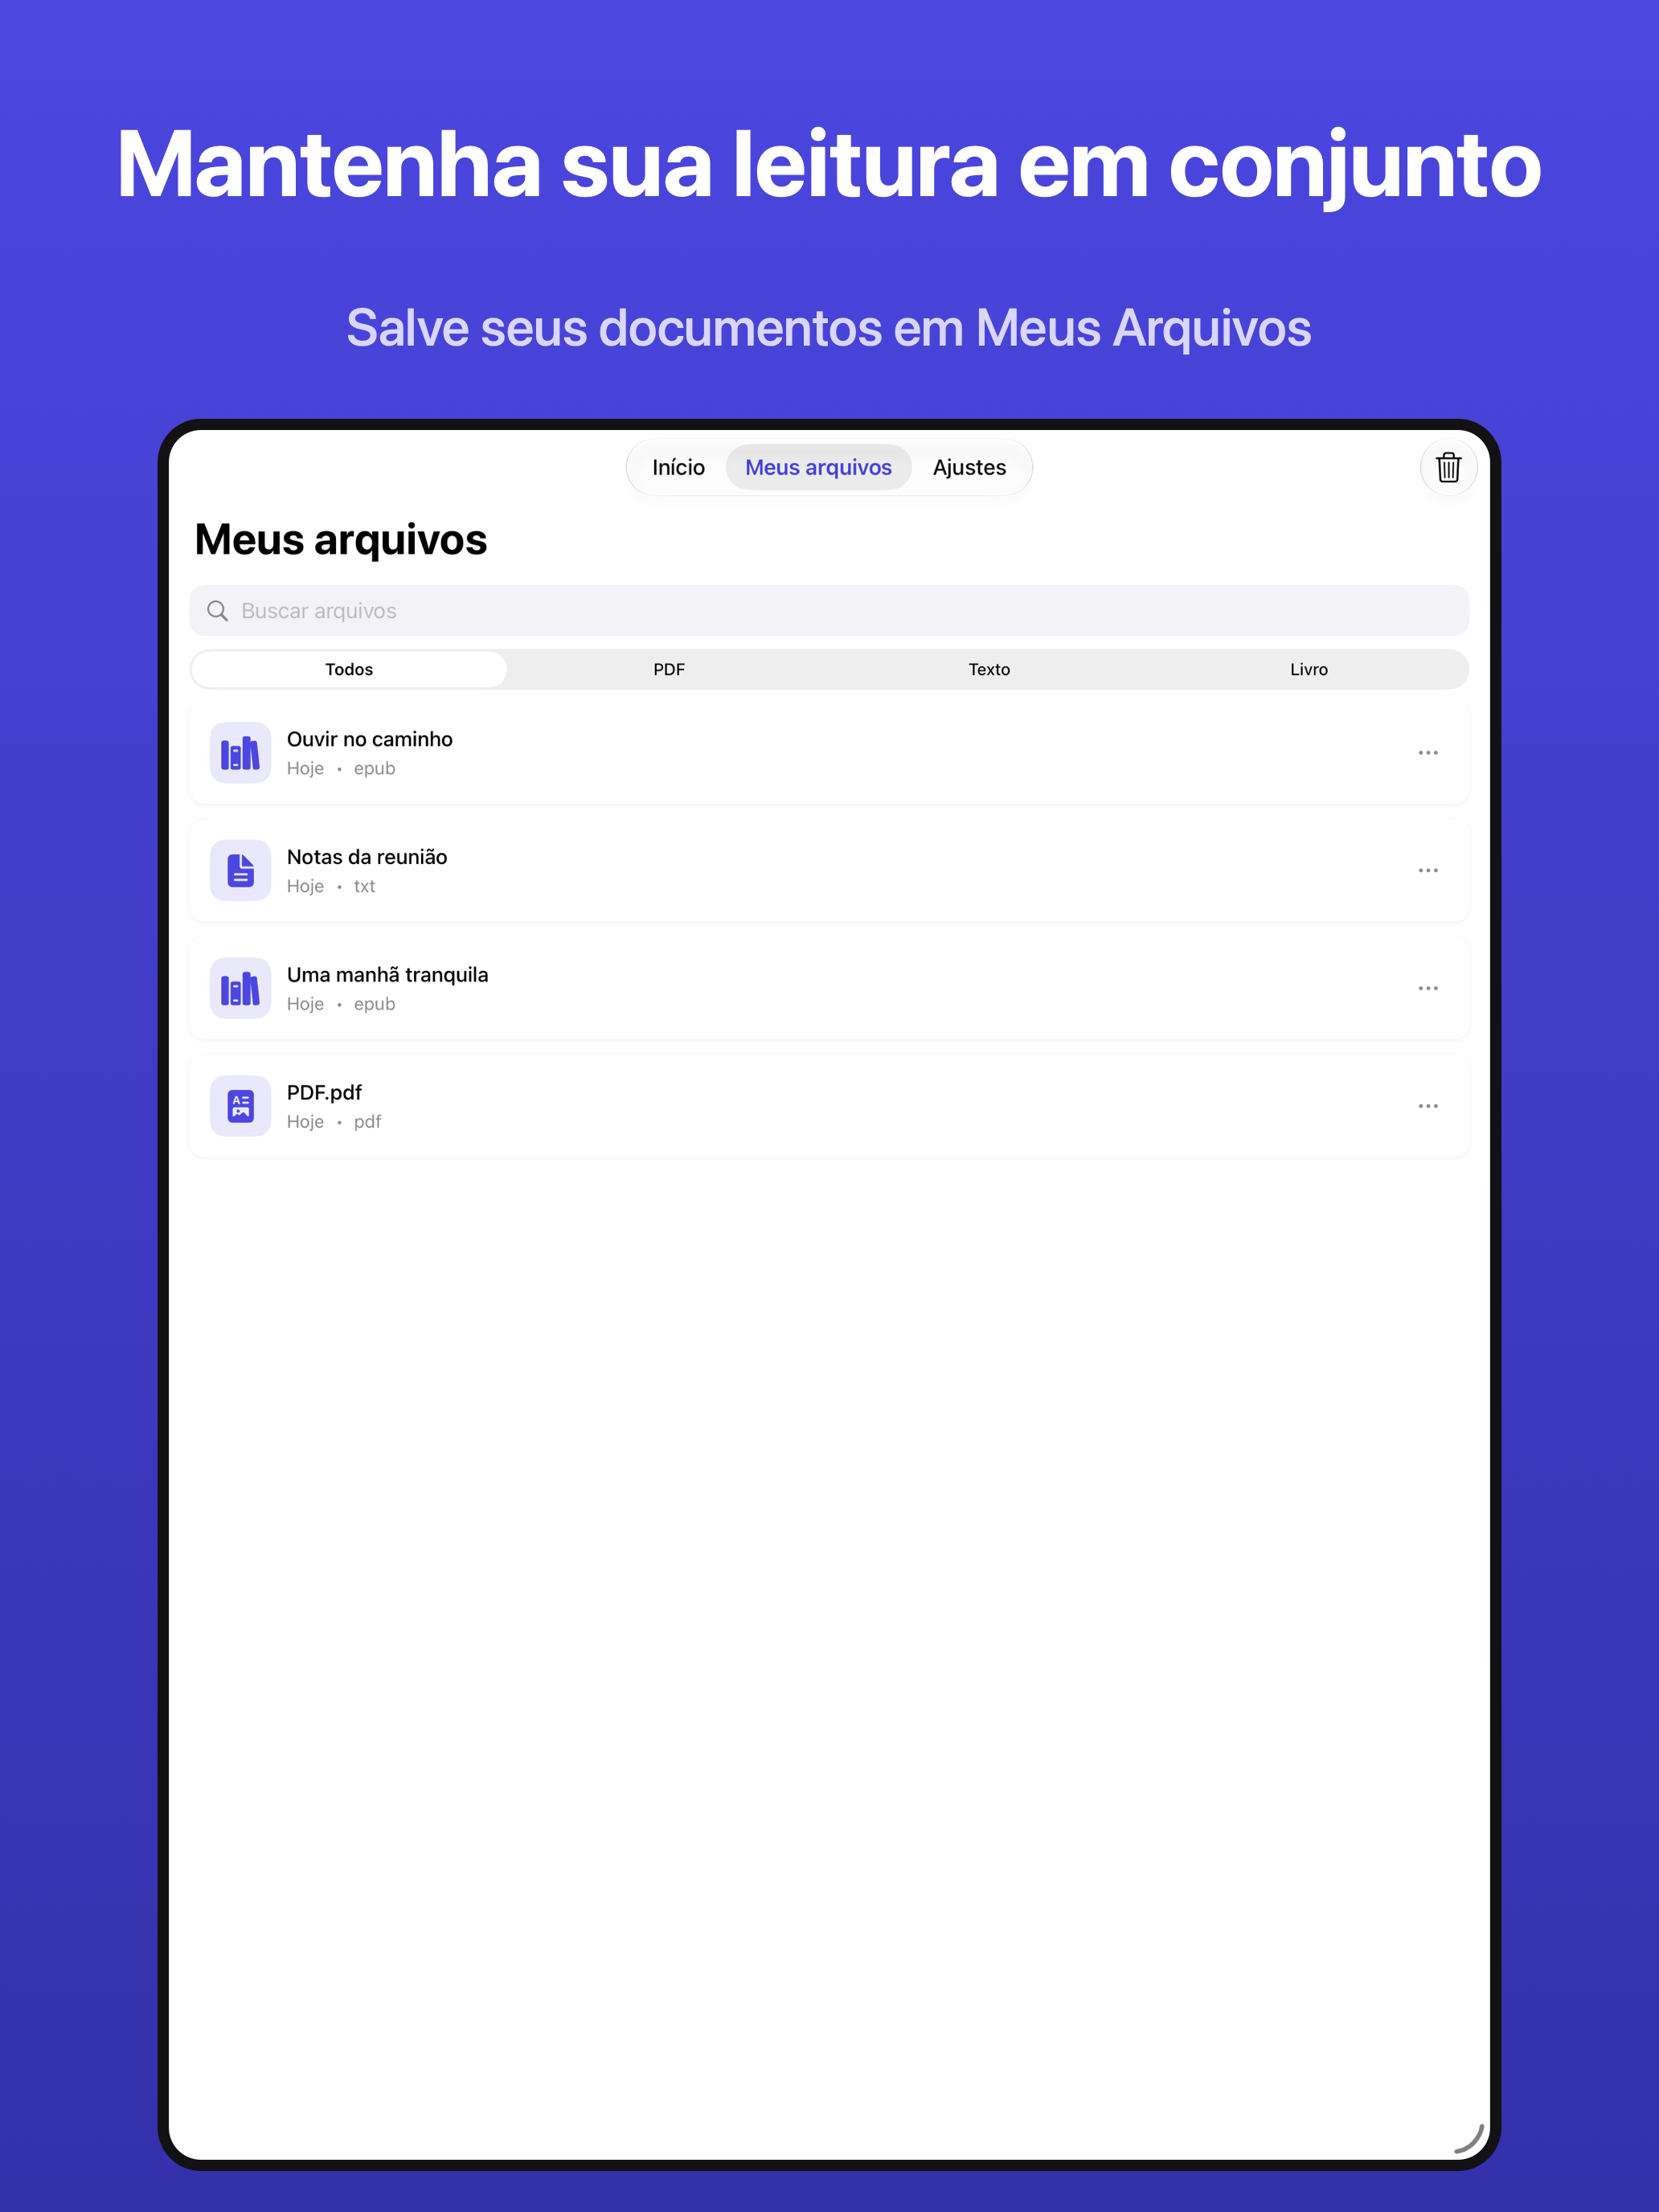 Mantenha sua leitura em conjunto
Salve seus documentos em Meus Arquivos
Início Meus arquivos Ajustes
Meus arquivos
Buscar arquivos
Todos PDF Texto Livro
Ouvir no caminho
Hoje • epub
Notas da reunião
Hoje • txt
Uma manhã tranquila
Hoje • epub
PDF.pdf
Hoje • pdf